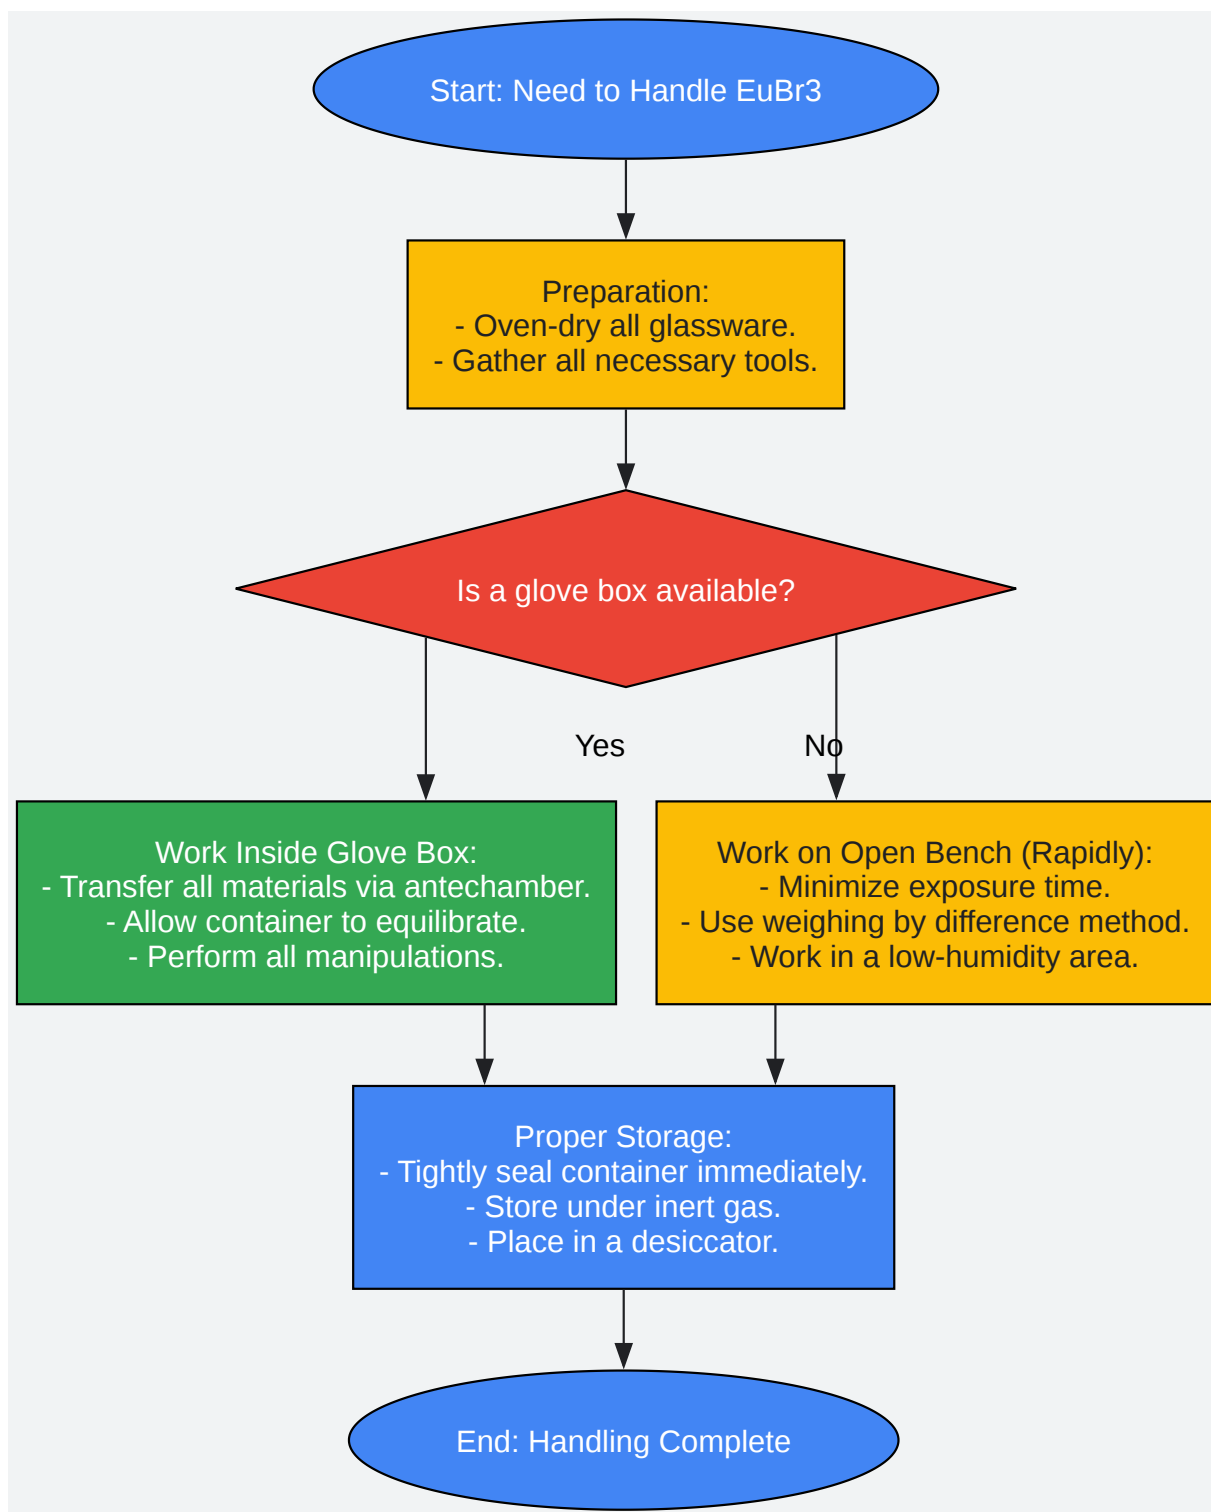 Start: Need to Handle EuBr3
Preparation:
- Oven-dry all glassware.
- Gather all necessary tools.
Is a glove box available?
Yes
No
Work Inside Glove Box:
- Transfer all materials via antechamber.
- Allow container to equilibrate.
- Perform all manipulations.
Work on Open Bench (Rapidly):
- Minimize exposure time.
- Use weighing by difference method.
- Work in a low-humidity area.
Proper Storage:
- Tightly seal container immediately.
- Store under inert gas.
- Place in a desiccator.
End: Handling Complete